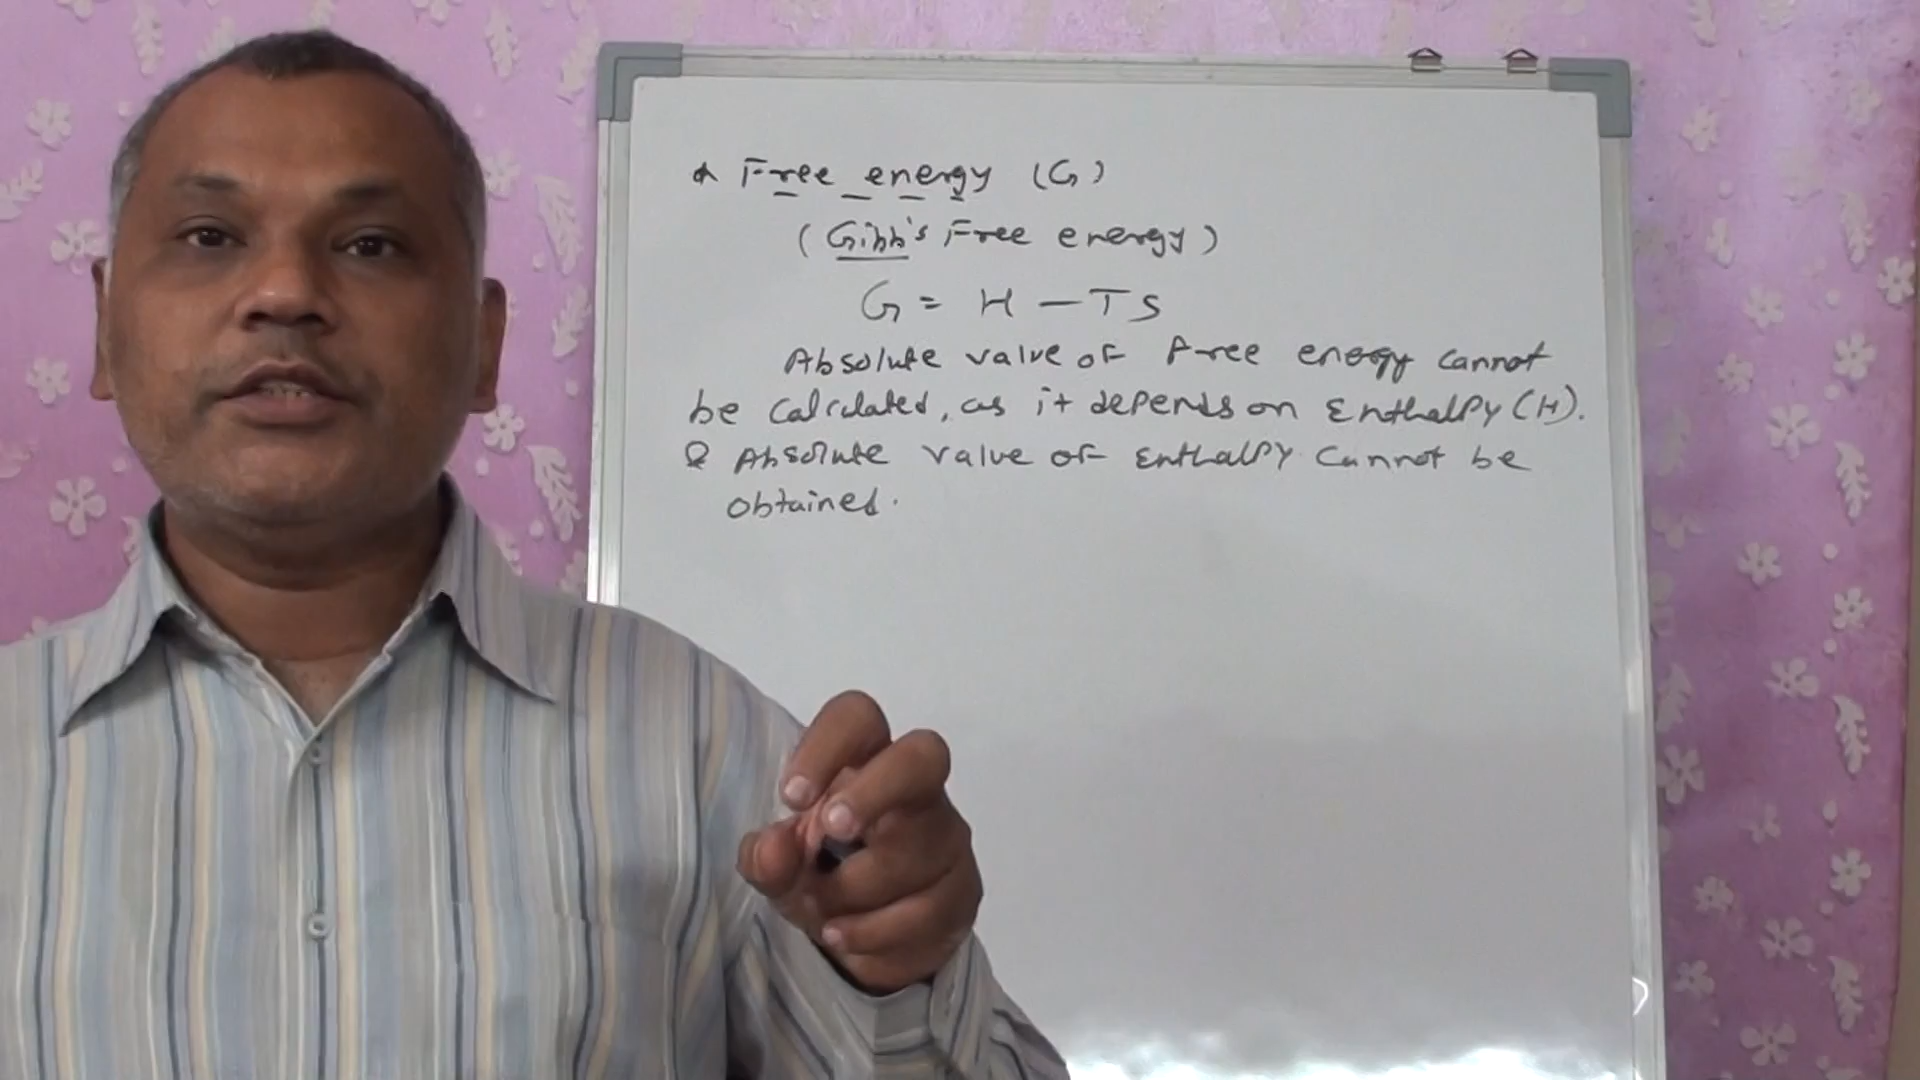 * Free energy (G)
(Gibb's Free energy)
G = H - TS
Absolute value of free energy cannot
be calculated, as it depends on Enthalpy (H).
& Absolute value of Enthalpy cannot be
obtained.